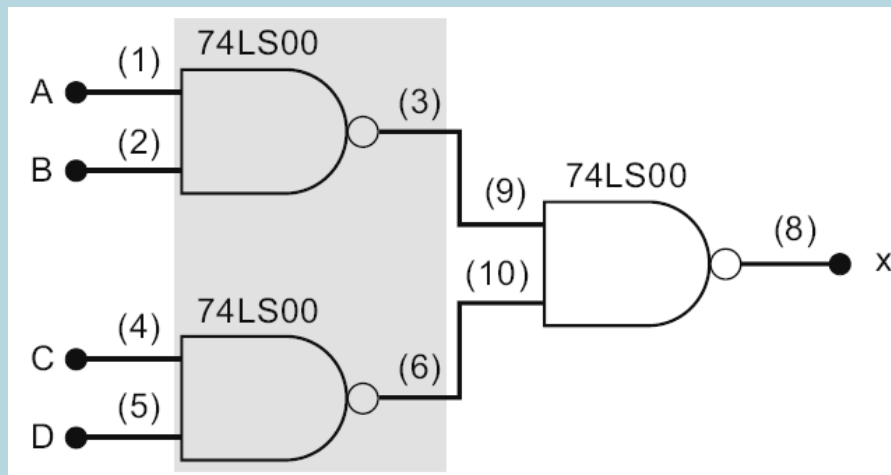 74LS00
A (1)
(3)
B (2)
74LS00
(9)
(8)
x
(10)
74LS00
C (4)
(6)
D (5)